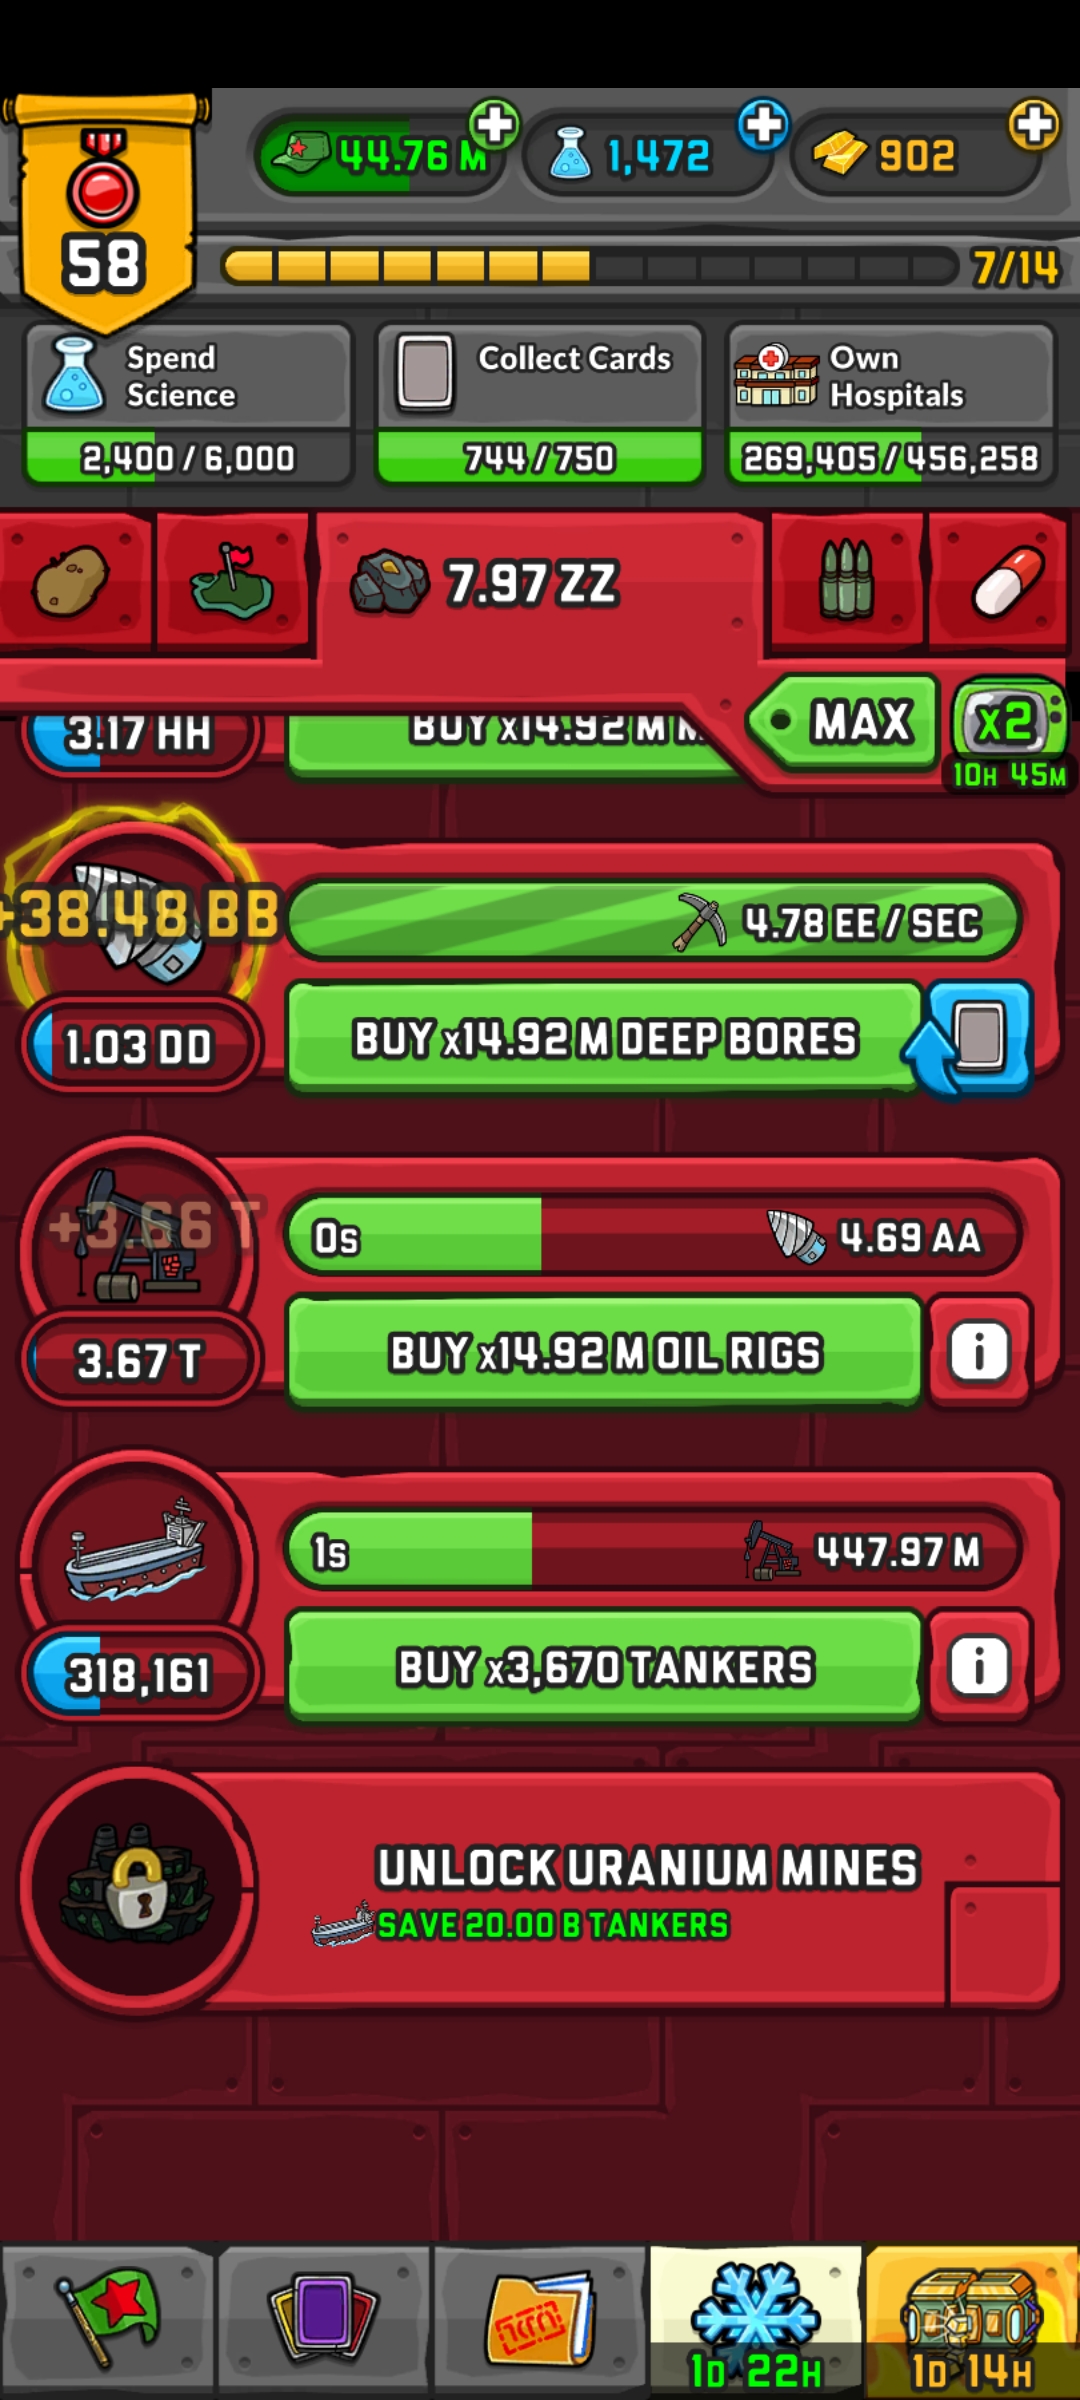 44.76 M
1,472
902
58
7/14
Spend
Science
2,400 / 6,000
Collect Cards
744 / 750
Own
Hospitals
269,405 / 456,258
7.97 ZZ
MAX
x2
10H 45M
3.17 HH
BUY x14.92 M
+38.48 BB
4.78 EE / SEC
1.03 DD
BUY x14.92 M DEEP BORES
+3.66 T
0s
4.69 AA
3.67 T
BUY x14.92 M OIL RIGS
i
1s
447.97 M
318,161
BUY x3,670 TANKERS
i
UNLOCK URANIUM MINES
SAVE 20.00 B TANKERS
1D 22H
1D 14H